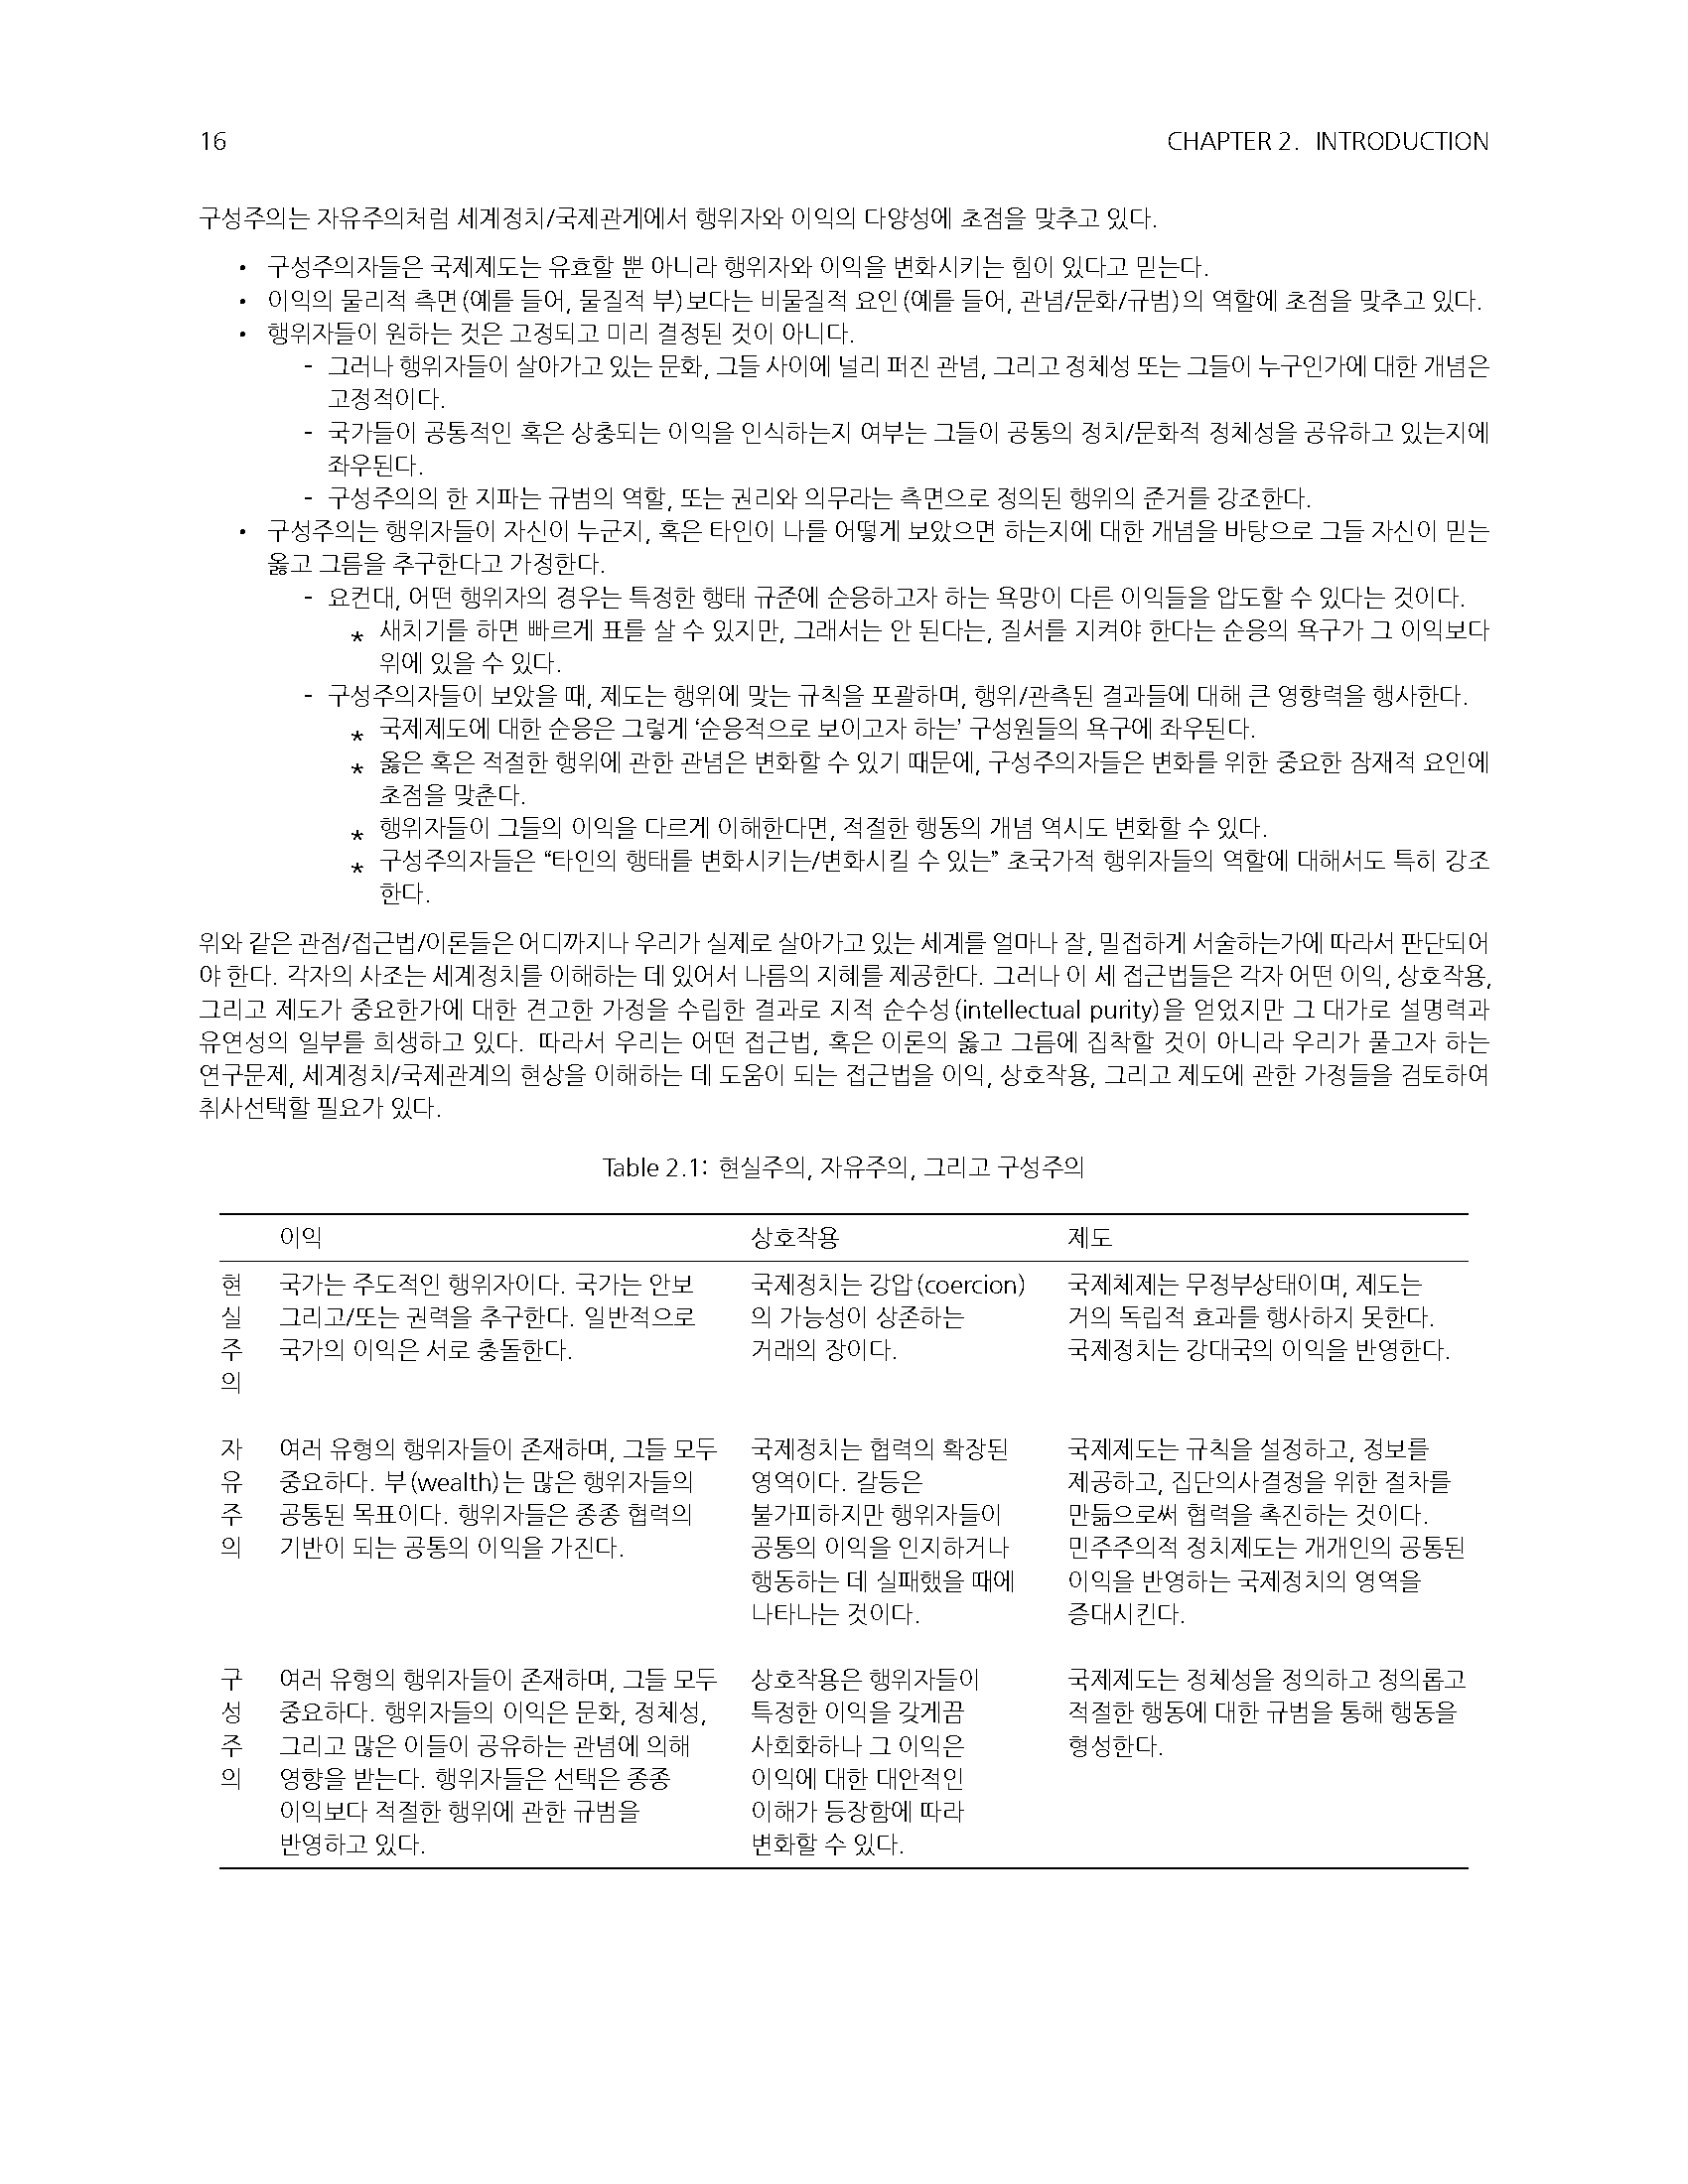 16 CHAPTER 2. INTRODUCTION
구성주의는 자유주의처럼 세계정치/국제관게에서 행위자와 이익의 다양성에 초점을 맞추고 있다.
• 구성주의자들은 국제제도는 유효할 뿐 아니라 행위자와 이익을 변화시키는 힘이 있다고 믿는다.
• 이익의 물리적 측면(예를 들어, 물질적 부)보다는 비물질적 요인(예를 들어, 관념/문화/규범)의 역할에 초점을 맞추고 있다.
• 행위자들이 원하는 것은 고정되고 미리 결정된 것이 아니다.
- 그러나 행위자들이 살아가고 있는 문화, 그들 사이에 널리 퍼진 관념, 그리고 정체성 또는 그들이 누구인가에 대한 개념은
고정적이다.
- 국가들이 공통적인 혹은 상충되는 이익을 인식하는지 여부는 그들이 공통의 정치/문화적 정체성을 공유하고 있는지에
좌우된다.
- 구성주의의 한 지파는 규범의 역할, 또는 권리와 의무라는 측면으로 정의된 행위의 준거를 강조한다.
• 구성주의는 행위자들이 자신이 누군지, 혹은 타인이 나를 어떻게 보았으면 하는지에 대한 개념을 바탕으로 그들 자신이 믿는
옳고 그름을 추구한다고 가정한다.
- 요컨대, 어떤 행위자의 경우는 특정한 행태 규준에 순응하고자 하는 욕망이 다른 이익들을 압도할 수 있다는 것이다.
* 새치기를 하면 빠르게 표를 살 수 있지만, 그래서는 안 된다는, 질서를 지켜야 한다는 순응의 욕구가 그 이익보다
위에 있을 수 있다.
- 구성주의자들이 보았을 때, 제도는 행위에 맞는 규칙을 포괄하며, 행위/관측된 결과들에 대해 큰 영향력을 행사한다.
* 국제제도에 대한 순응은 그렇게 ‘순응적으로 보이고자 하는’ 구성원들의 욕구에 좌우된다.
* 옳은 혹은 적절한 행위에 관한 관념은 변화할 수 있기 때문에, 구성주의자들은 변화를 위한 중요한 잠재적 요인에
초점을 맞춘다.
* 행위자들이 그들의 이익을 다르게 이해한다면, 적절한 행동의 개념 역시도 변화할 수 있다.
* 구성주의자들은 “타인의 행태를 변화시키는/변화시킬 수 있는” 초국가적 행위자들의 역할에 대해서도 특히 강조
한다.
위와 같은 관점/접근법/이론들은 어디까지나 우리가 실제로 살아가고 있는 세계를 얼마나 잘, 밀접하게 서술하는가에 따라서 판단되어
야 한다. 각자의 사조는 세계정치를 이해하는 데 있어서 나름의 지혜를 제공한다. 그러나 이 세 접근법들은 각자 어떤 이익, 상호작용,
그리고 제도가 중요한가에 대한 견고한 가정을 수립한 결과로 지적 순수성(intellectual purity)을 얻었지만 그 대가로 설명력과
유연성의 일부를 희생하고 있다. 따라서 우리는 어떤 접근법, 혹은 이론의 옳고 그름에 집착할 것이 아니라 우리가 풀고자 하는
연구문제, 세계정치/국제관계의 현상을 이해하는 데 도움이 되는 접근법을 이익, 상호작용, 그리고 제도에 관한 가정들을 검토하여
취사선택할 필요가 있다.
Table 2.1: 현실주의, 자유주의, 그리고 구성주의
이익 상호작용 제도
현 국가는 주도적인 행위자이다. 국가는 안보 국제정치는 강압(coercion) 국제체제는 무정부상태이며, 제도는
실 그리고/또는 권력을 추구한다. 일반적으로 의 가능성이 상존하는 거의 독립적 효과를 행사하지 못한다.
주 국가의 이익은 서로 충돌한다. 거래의 장이다. 국제정치는 강대국의 이익을 반영한다.
의
자 여러 유형의 행위자들이 존재하며, 그들 모두 국제정치는 협력의 확장된 국제제도는 규칙을 설정하고, 정보를
유 중요하다. 부(wealth)는 많은 행위자들의 영역이다. 갈등은 제공하고, 집단의사결정을 위한 절차를
주 공통된 목표이다. 행위자들은 종종 협력의 불가피하지만 행위자들이 만듦으로써 협력을 촉진하는 것이다.
의 기반이 되는 공통의 이익을 가진다. 공통의 이익을 인지하거나 민주주의적 정치제도는 개개인의 공통된
행동하는 데 실패했을 때에 이익을 반영하는 국제정치의 영역을
나타나는 것이다. 증대시킨다.
구 여러 유형의 행위자들이 존재하며, 그들 모두 상호작용은 행위자들이 국제제도는 정체성을 정의하고 정의롭고
성 중요하다. 행위자들의 이익은 문화, 정체성, 특정한 이익을 갖게끔 적절한 행동에 대한 규범을 통해 행동을
주 그리고 많은 이들이 공유하는 관념에 의해 사회화하나 그 이익은 형성한다.
의 영향을 받는다. 행위자들은 선택은 종종 이익에 대한 대안적인
이익보다 적절한 행위에 관한 규범을 이해가 등장함에 따라
반영하고 있다. 변화할 수 있다.